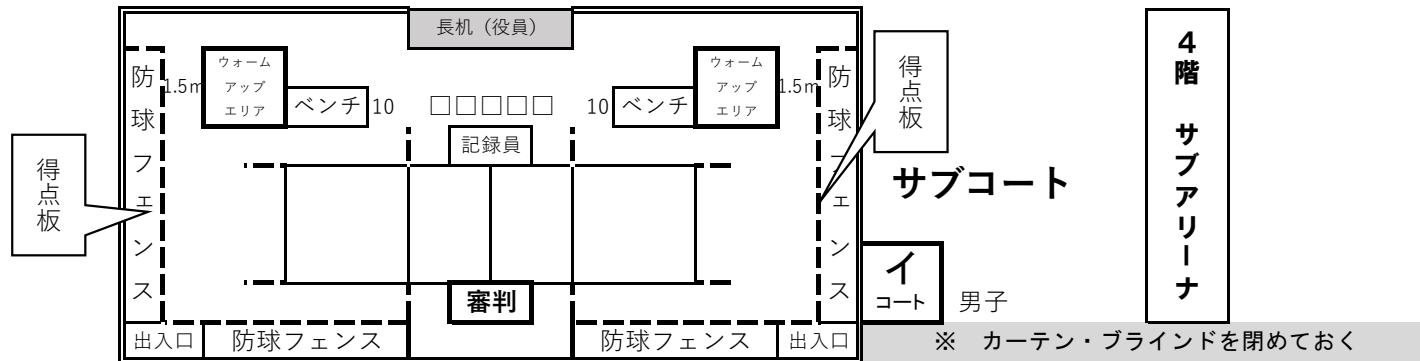 長机（役員）
ウォーム
アップ
エリア
ウォーム
アップ
エリア
防球フェンス
1.5m
1.5m
防球フェンス
ベンチ
10
□□□□□
10
ベンチ
記録員
得点板
得点板
サブコート
4階 サブアリーナ
審判
イ
コート
男子
出入口
防球フェンス
防球フェンス
出入口
※ カーテン・ブラインドを閉めておく